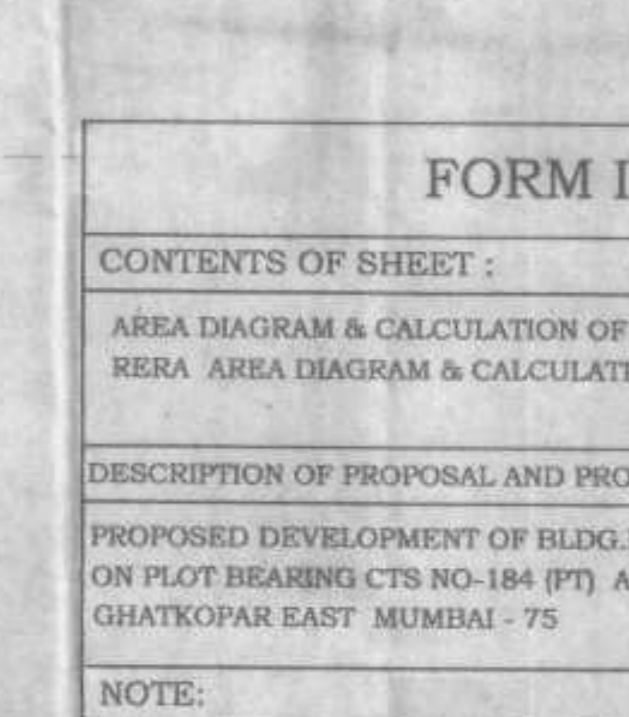 FORM I
CONTENTS OF SHEET :
AREA DIAGRAM & CALCULATION OF
RERA AREA DIAGRAM & CALCULATI
DESCRIPTION OF PROPOSAL AND PRO
PROPOSED DEVELOPMENT OF BLDG.
ON PLOT BEARING CTS NO-184 (PT) A
GHATKOPAR EAST MUMBAI - 75
NOTE: